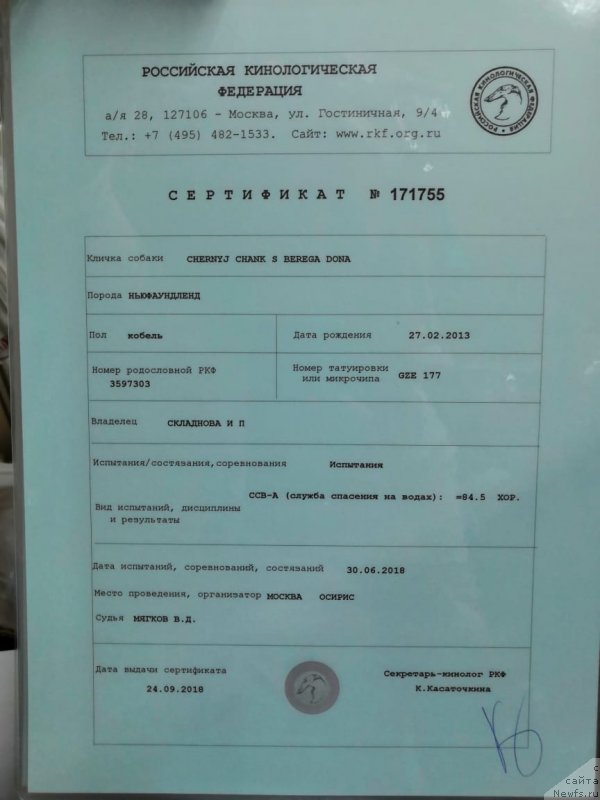 РОССИЙСКАЯ КИНОЛОГИЧЕСКАЯ
ФЕДЕРАЦИЯ
а/я 28, 127106 - Москва, ул. Гостиничная, 9/4
Тел.: +7 (495) 482-1533. Сайт: www.rkf.org.ru
РОССИЙСКАЯ КИНОЛОГИЧЕСКАЯ ФЕДЕРАЦИЯ
СЕРТИФИКАТ № 171755
Кличка собаки CHERNYJ CHANK S BEREGA DONA
Порода НЬЮФАУНДЛЕНД
Пол кобель Дата рождения 27.02.2013
Номер родословной РКФ
3597303
Номер татуировки
или микрочипа GZE 177
Владелец СКЛАДНОВА И П
Испытания/состязания,соревнования Испытания
ССВ-А (служба спасения на водах): =84.5 ХОР.
Вид испытаний, дисциплины
и результаты
Дата испытаний, соревнований, состязаний 30.06.2018
Место проведения, организатор МОСКВА ОСИРИС
Судья МЯГКОВ В.Д.
Дата выдачи сертификата
24.09.2018
Секретарь-кинолог РКФ
К.Касаточкина
с
сайта
Newfs.ru